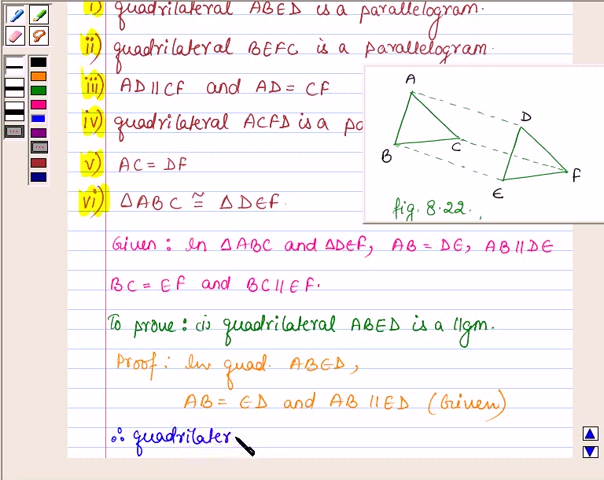 i) quadrilateral ABED is a parallelogram.
ii) quadrilateral BEFC is a parallelogram.
iii) AD || CF and AD = CF
iv) quadrilateral ACFD is a
v) AC = DF
vi) ΔABC ≅ ΔDEF.
A
D
B
C
E
F
fig. 8.22.
Given : In ΔABC and ΔDEF, AB = DE, AB || DE
BC = EF and BC || EF.
To prove : (i) quadrilateral ABED is a ||gm.
Proof : In quad. ABED,
AB = ED and AB || ED (Given)
∴ quadrilater